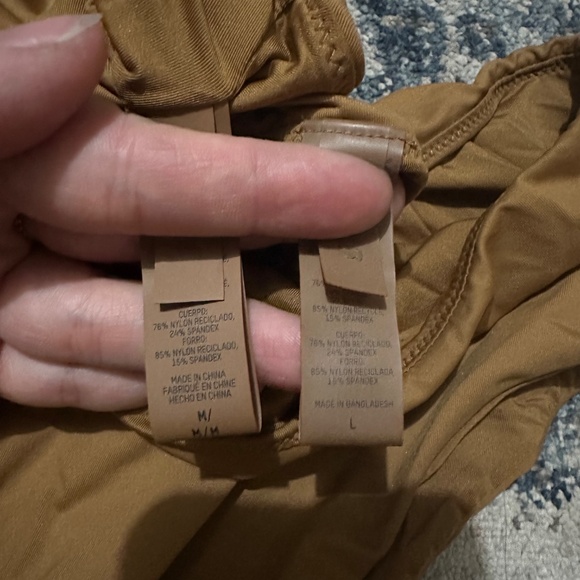 CUERPO:
76% NYLON RECICLADO,
24% SPANDEX
FORRO:
85% NYLON RECICLADO,
15% SPANDEX
MADE IN CHINA
FABRIQUÉ EN CHINE
HECHO EN CHINA
M/
M/M
85% NYLON RECYCLÉ,
15% SPANDEX
CUERPO:
76% NYLON RECICLADO,
24% SPANDEX
FORRO:
85% NYLON RECICLADO,
15% SPANDEX
MADE IN BANGLADESH
L